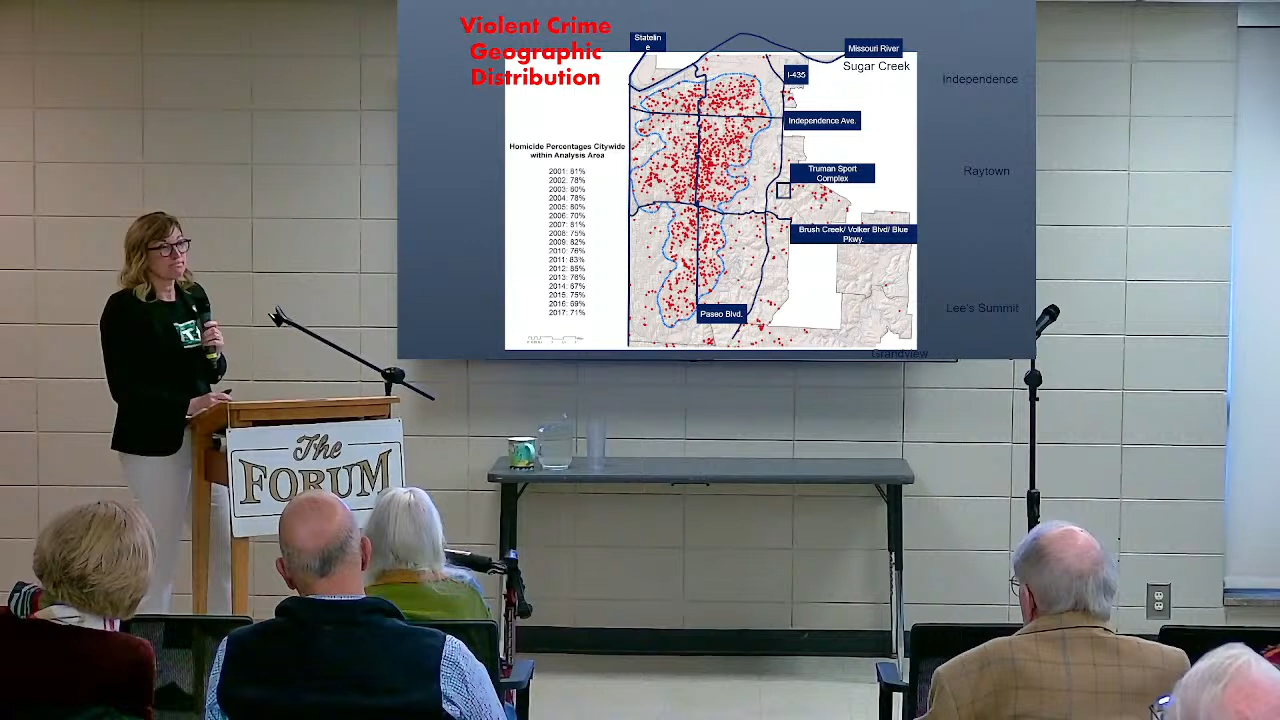 Violent Crime
Geographic
Distribution
Statelin
e
Missouri River
Sugar Creek
I-435
Independence
Independence Ave.
Homicide Percentages Citywide
within Analysis Area
2001: 81%
2002: 78%
2003: 80%
2004: 78%
2005: 80%
2006: 70%
2007: 81%
2008: 75%
2009: 82%
2010: 76%
2011: 83%
2012: 85%
2013: 76%
2014: 67%
2015: 75%
2016: 69%
2017: 71%
Truman Sport
Complex
Raytown
Brush Creek/ Volker Blvd/ Blue
Pkwy.
Paseo Blvd.
Lee's Summit
Grandview
The
FORUM